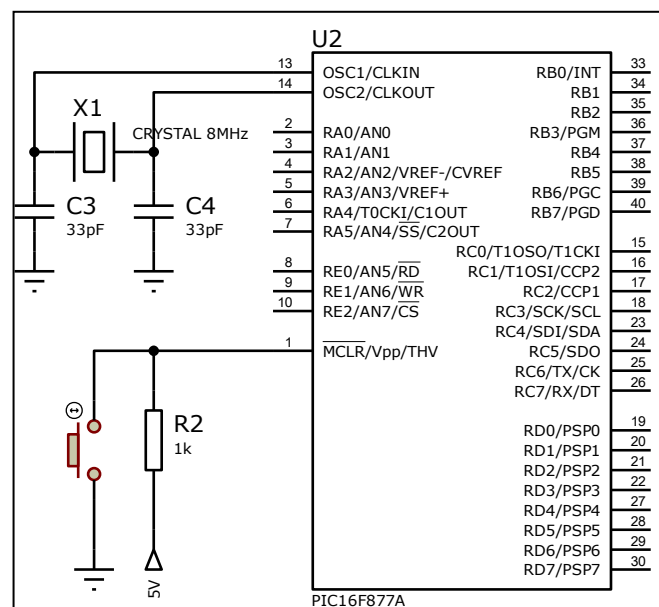 U2
13
OSC1/CLKIN
14
OSC2/CLKOUT
2
RA0/AN0
3
RA1/AN1
4
RA2/AN2/VREF-/CVREF
5
RA3/AN3/VREF+
6
RA4/T0CKI/C1OUT
7
RA5/AN4/SS/C2OUT
8
RE0/AN5/RD
9
RE1/AN6/WR
10
RE2/AN7/CS
1
MCLR/Vpp/THV
RB0/INT
33
RB1
34
RB2
35
RB3/PGM
36
RB4
37
RB5
38
RB6/PGC
39
RB7/PGD
40
RC0/T1OSO/T1CKI
15
RC1/T1OSI/CCP2
16
RC2/CCP1
17
RC3/SCK/SCL
18
RC4/SDI/SDA
23
RC5/SDO
24
RC6/TX/CK
25
RC7/RX/DT
26
RD0/PSP0
19
RD1/PSP1
20
RD2/PSP2
21
RD3/PSP3
22
RD4/PSP4
27
RD5/PSP5
28
RD6/PSP6
29
RD7/PSP7
30
PIC16F877A
X1
CRYSTAL 8MHz
C3
33pF
C4
33pF
R2
1k
5V